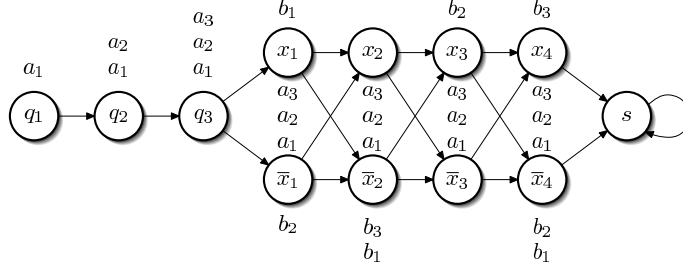 b₁ b₂ b₃
a₃
a₂ a₂
a₁ a₁ a₁
x₁ x₂ x₃ x₄
a₃ a₃ a₃ a₃
q₁ q₂ q₃ a₂ a₂ a₂ a₂ s
a₁ a₁ a₁ a₁
x̅₁ x̅₂ x̅₃ x̅₄
b₂ b₃ b₂
b₁ b₁